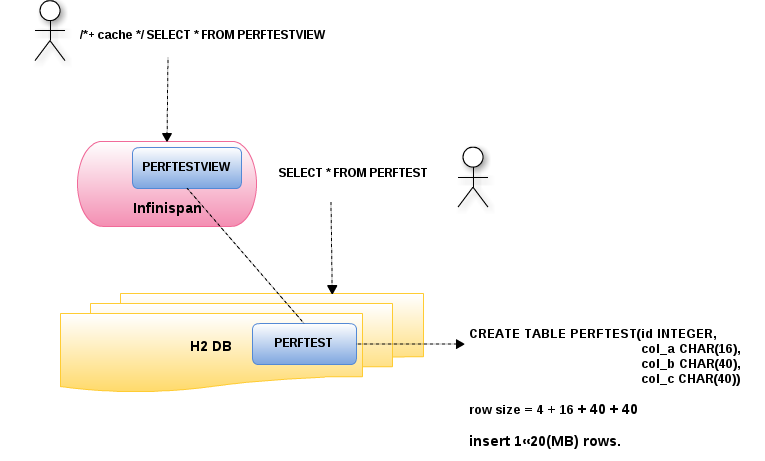 /*+ cache */ SELECT * FROM PERFTESTVIEW
PERFTESTVIEW
Infinispan
SELECT * FROM PERFTEST
H2 DB
PERFTEST
CREATE TABLE PERFTEST(id INTEGER,
col_a CHAR(16),
col_b CHAR(40),
col_c CHAR(40))
row size = 4 + 16 + 40 + 40
insert 1«20(MB) rows.